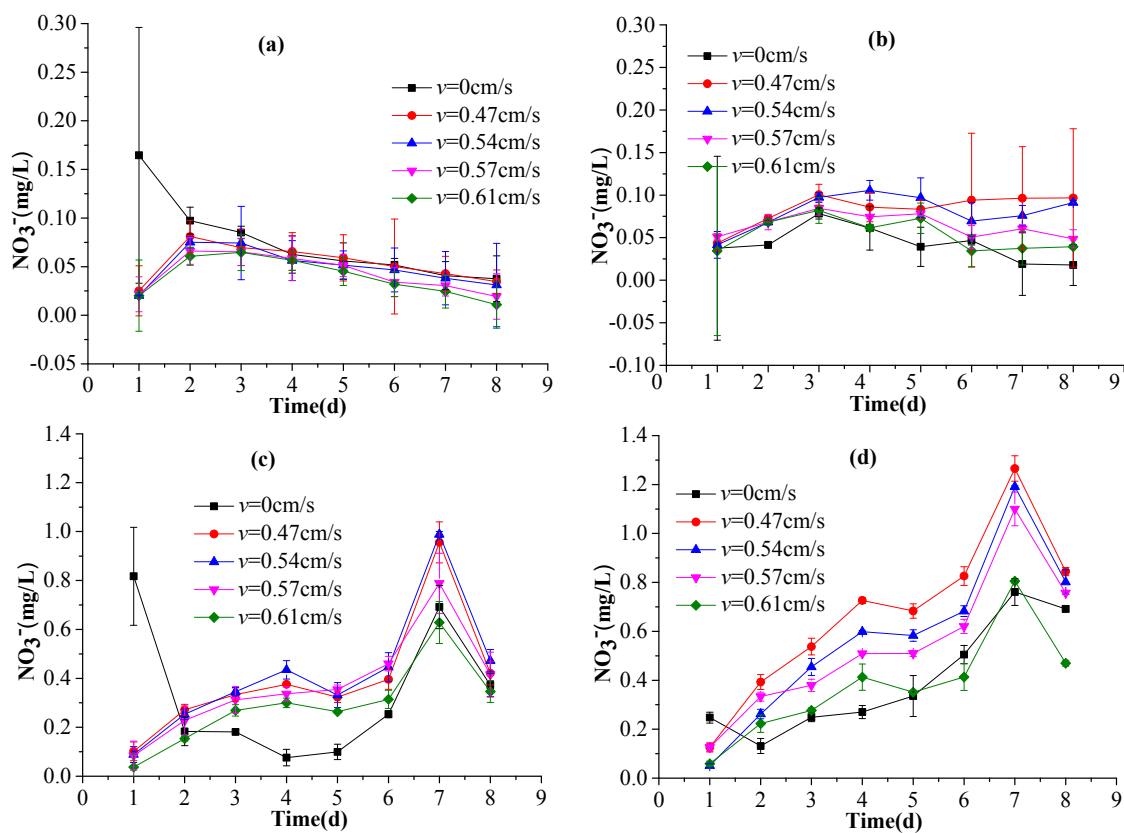 (a)
v=0cm/s
v=0.47cm/s
v=0.54cm/s
v=0.57cm/s
v=0.61cm/s
NO3-(mg/L)
0.30
0.25
0.20
0.15
0.10
0.05
0.00
-0.05
0 1 2 3 4 5 6 7 8 9
Time(d)
(b)
v=0cm/s
v=0.47cm/s
v=0.54cm/s
v=0.57cm/s
v=0.61cm/s
NO3-(mg/L)
0.30
0.25
0.20
0.15
0.10
0.05
0.00
-0.05
-0.10
0 1 2 3 4 5 6 7 8 9
Time(d)
(c)
v=0cm/s
v=0.47cm/s
v=0.54cm/s
v=0.57cm/s
v=0.61cm/s
NO3-(mg/L)
1.4
1.2
1.0
0.8
0.6
0.4
0.2
0.0
0 1 2 3 4 5 6 7 8 9
Time(d)
(d)
v=0cm/s
v=0.47cm/s
v=0.54cm/s
v=0.57cm/s
v=0.61cm/s
NO3-(mg/L)
1.4
1.2
1.0
0.8
0.6
0.4
0.2
0.0
0 1 2 3 4 5 6 7 8 9
Time(d)